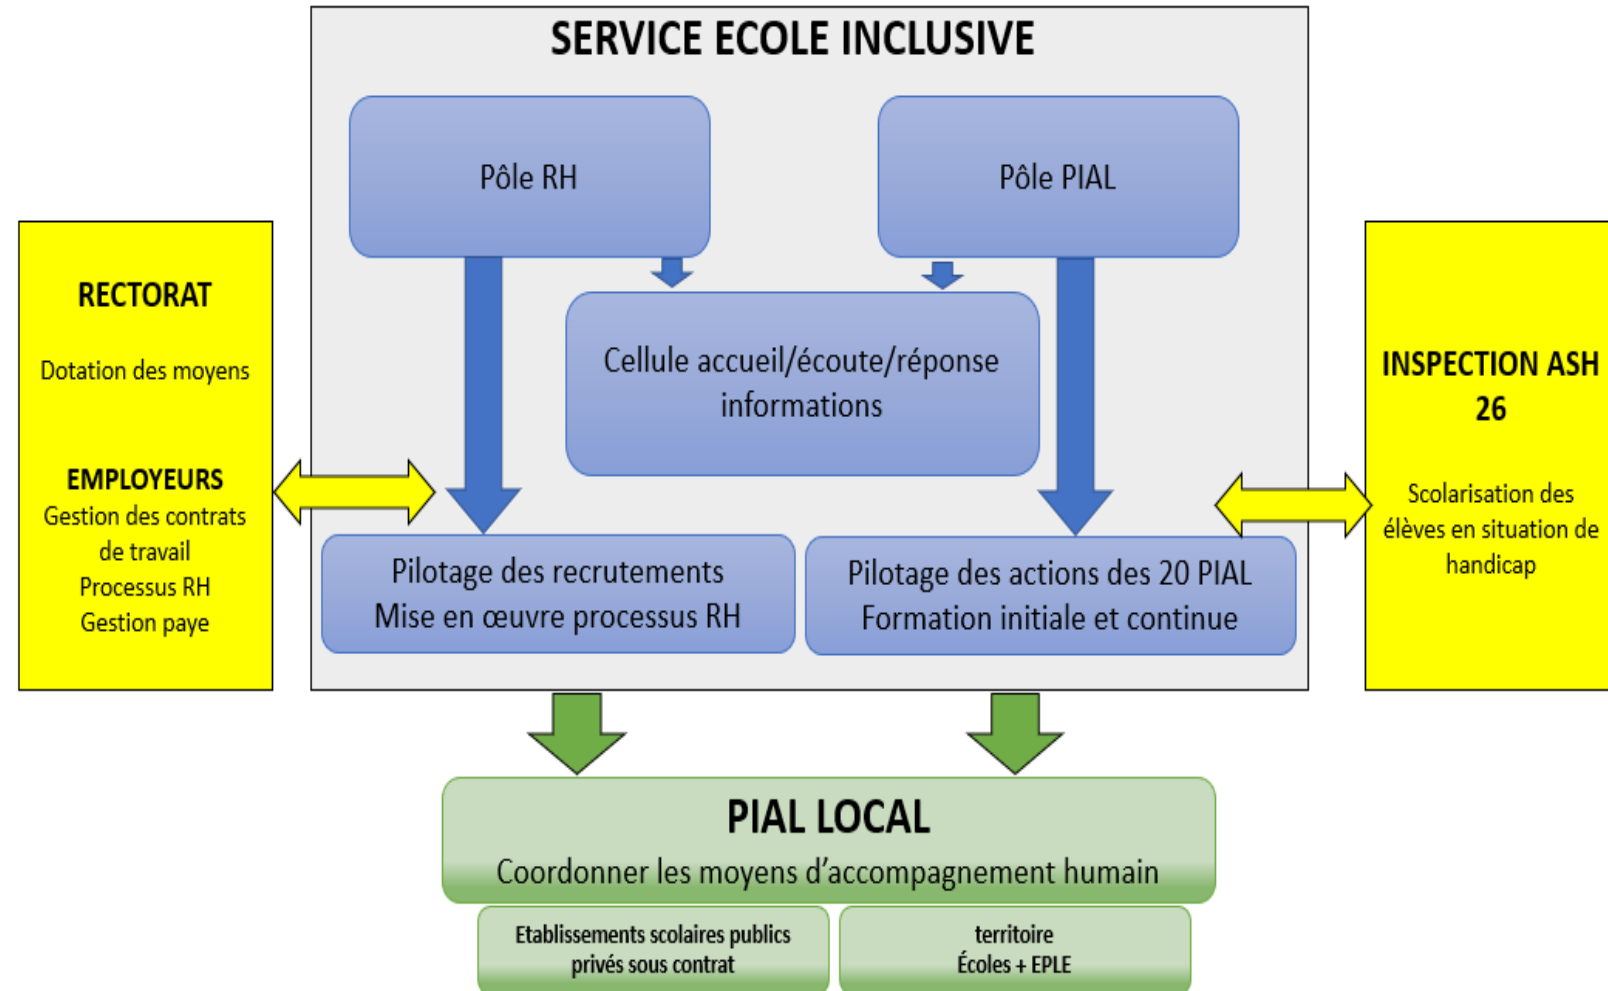 SERVICE ECOLE INCLUSIVE
Pôle RH
Pôle PIAL
Cellule accueil/écoute/réponse
informations
RECTORAT
Dotation des moyens
EMPLOYEURS
Gestion des contrats
de travail
Processus RH
Gestion paye
INSPECTION ASH
26
Scolarisation des
élèves en situation de
handicap
Pilotage des recrutements
Mise en œuvre processus RH
Pilotage des actions des 20 PIAL
Formation initiale et continue
PIAL LOCAL
Coordonner les moyens d’accompagnement humain
Etablissements scolaires publics
privés sous contrat
territoire
Écoles + EPLE